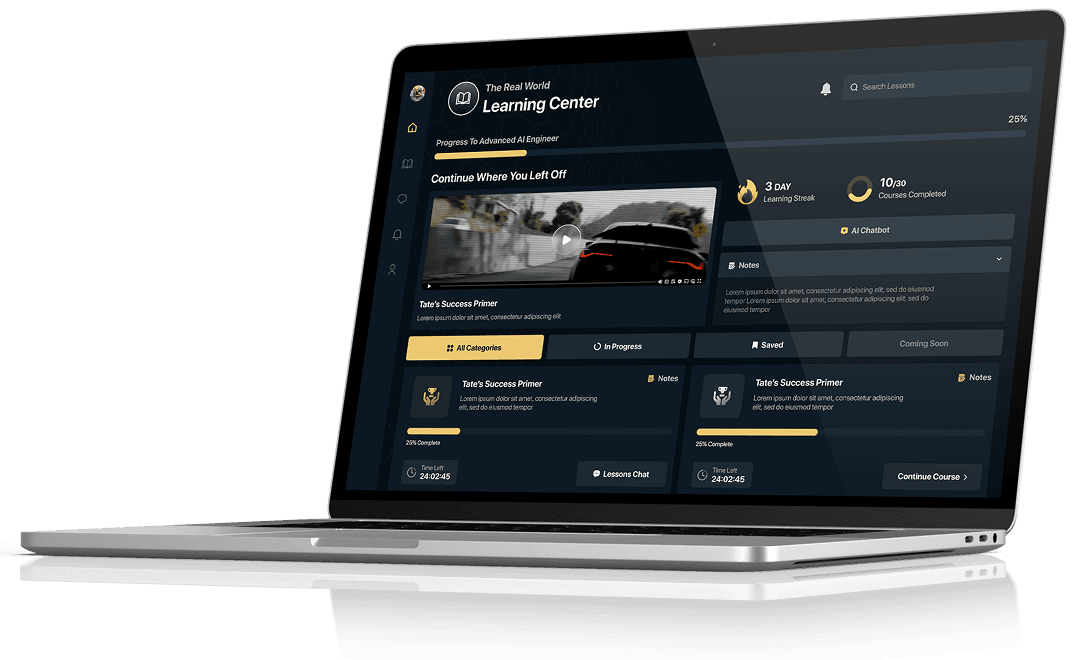 The Real World
Learning Center
Search Lessons
25%
Progress To Advanced AI Engineer
Continue Where You Left Off
3 DAY
Learning Streak
10/30
Courses Completed
AI Chatbot
Notes
Lorem ipsum dolor sit amet, consectetur adipiscing elit, sed do eiusmod
tempor Lorem ipsum dolor sit amet, consectetur adipiscing elit, sed do
eiusmod tempor
Tate's Success Primer
Lorem ipsum dolor sit amet, consectetur adipiscing elit
All Categories
In Progress
Saved
Coming Soon
Tate's Success Primer
Notes
Lorem ipsum dolor sit amet, consectetur adipiscing
elit, sed do eiusmod tempor
25% Complete
Time Left
24:02:45
Lessons Chat
Tate's Success Primer
Notes
Lorem ipsum dolor sit amet, consectetur adipiscing
elit, sed do eiusmod tempor
25% Complete
Time Left
24:02:45
Continue Course